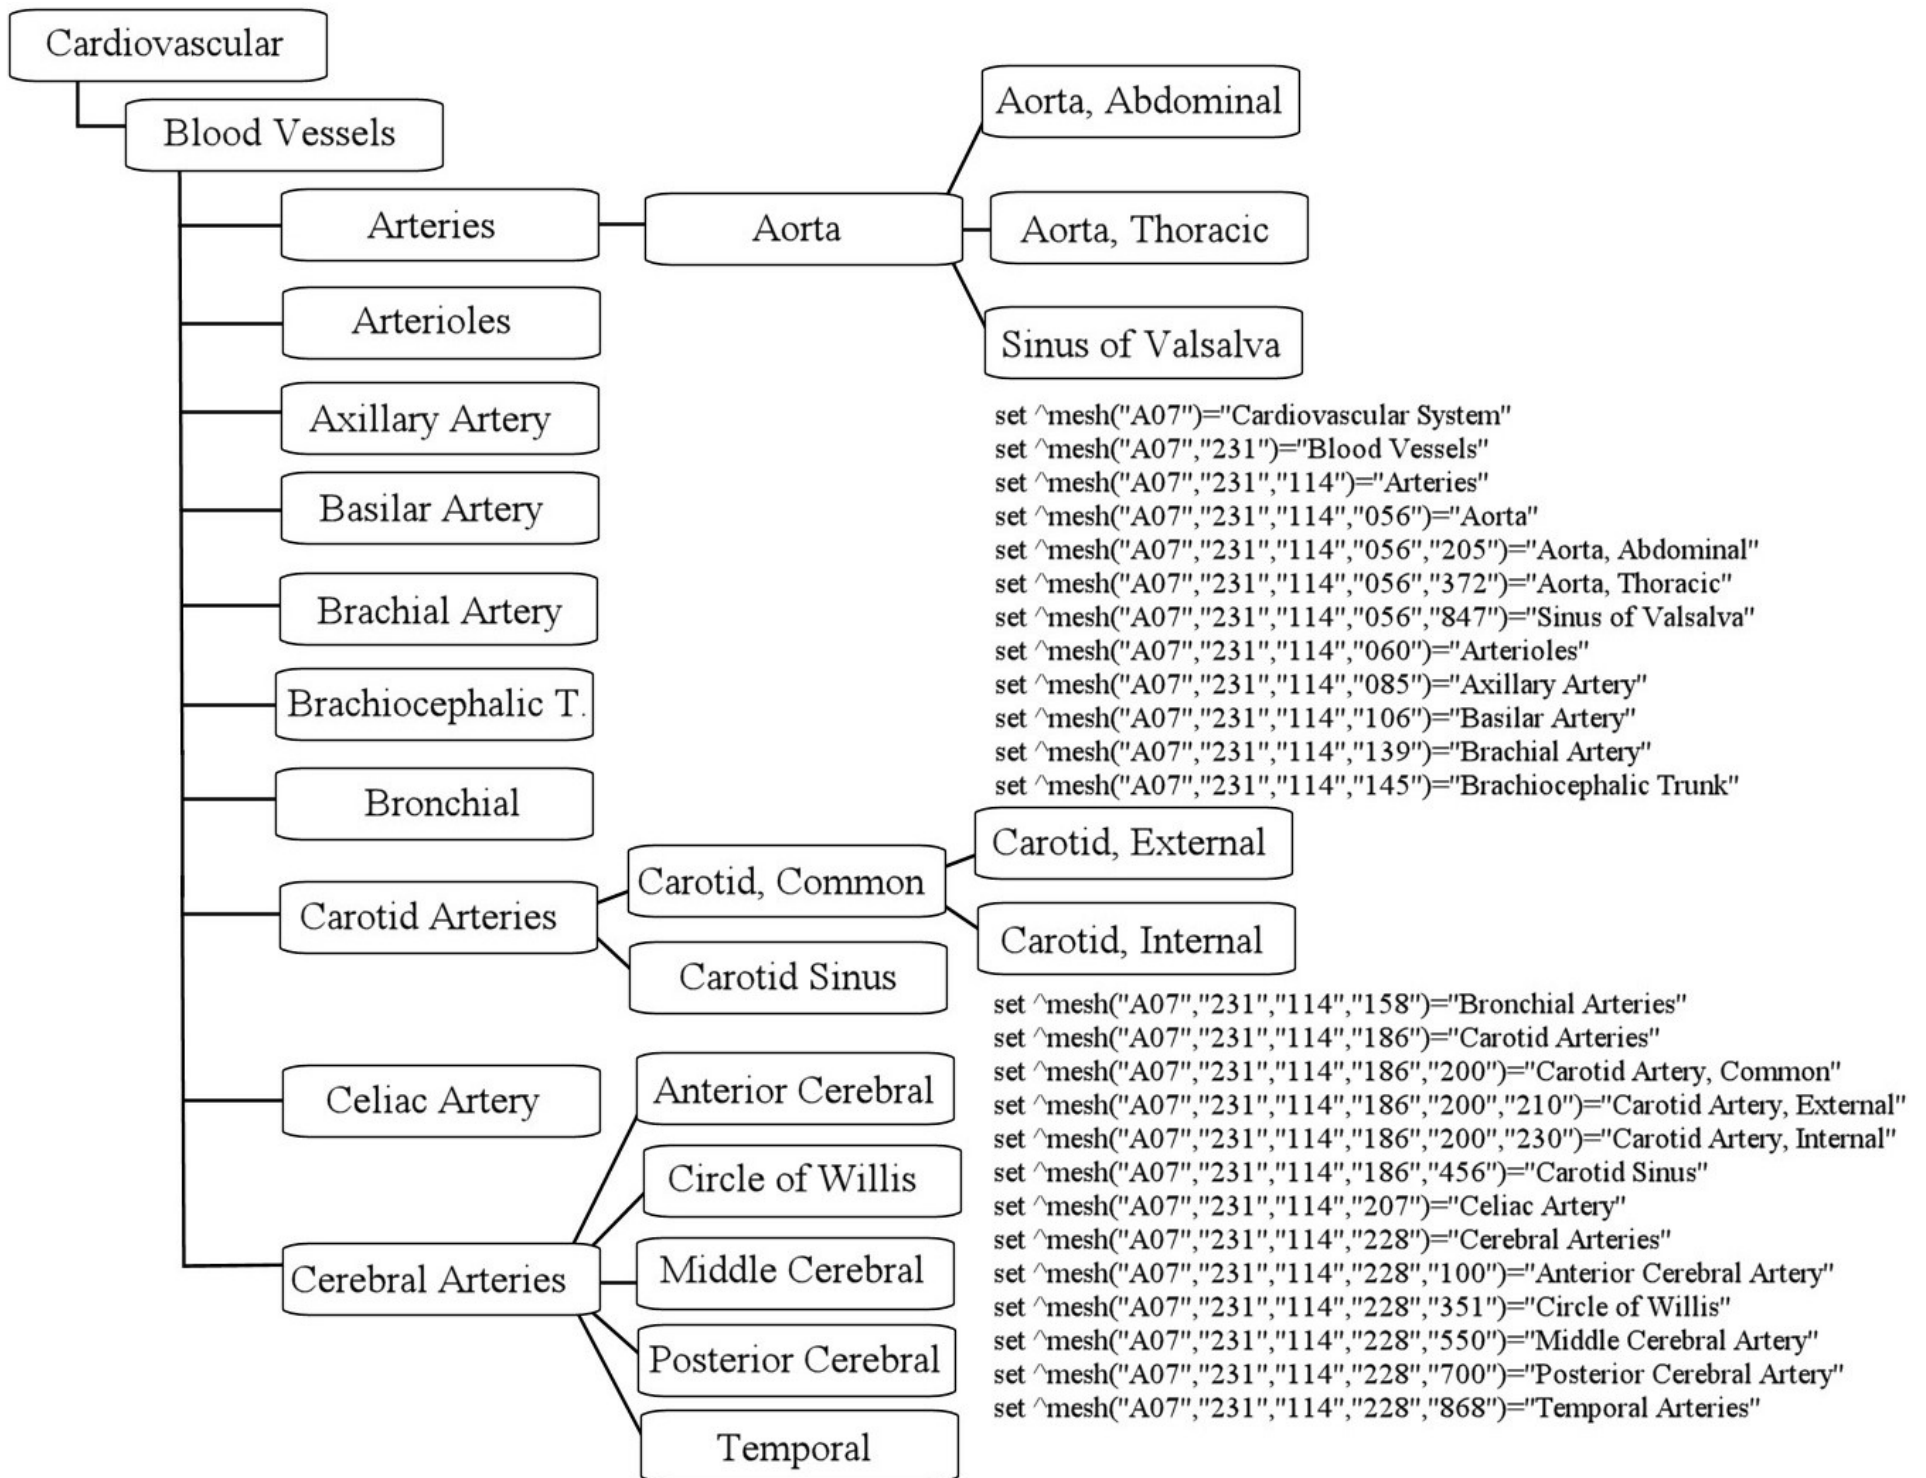 Cardiovascular
Blood Vessels
Arteries
Aorta
Aorta, Abdominal
Aorta, Thoracic
Sinus of Valsalva
Arterioles
Axillary Artery
Basilar Artery
Brachial Artery
Brachiocephalic T.
Bronchial
set ^mesh("A07")="Cardiovascular System"
set ^mesh("A07","231")="Blood Vessels"
set ^mesh("A07","231","114")="Arteries"
set ^mesh("A07","231","114","056")="Aorta"
set ^mesh("A07","231","114","056","205")="Aorta, Abdominal"
set ^mesh("A07","231","114","056","372")="Aorta, Thoracic"
set ^mesh("A07","231","114","056","847")="Sinus of Valsalva"
set ^mesh("A07","231","114","060")="Arterioles"
set ^mesh("A07","231","114","085")="Axillary Artery"
set ^mesh("A07","231","114","106")="Basilar Artery"
set ^mesh("A07","231","114","139")="Brachial Artery"
set ^mesh("A07","231","114","145")="Brachiocephalic Trunk"
Carotid Arteries
Carotid, Common
Carotid, External
Carotid, Internal
Carotid Sinus
Celiac Artery
Cerebral Arteries
Anterior Cerebral
Circle of Willis
Middle Cerebral
Posterior Cerebral
Temporal
set ^mesh("A07","231","114","158")="Bronchial Arteries"
set ^mesh("A07","231","114","186")="Carotid Arteries"
set ^mesh("A07","231","114","186","200")="Carotid Artery, Common"
set ^mesh("A07","231","114","186","200","210")="Carotid Artery, External"
set ^mesh("A07","231","114","186","200","230")="Carotid Artery, Internal"
set ^mesh("A07","231","114","186","456")="Carotid Sinus"
set ^mesh("A07","231","114","207")="Celiac Artery"
set ^mesh("A07","231","114","228")="Cerebral Arteries"
set ^mesh("A07","231","114","228","100")="Anterior Cerebral Artery"
set ^mesh("A07","231","114","228","351")="Circle of Willis"
set ^mesh("A07","231","114","228","550")="Middle Cerebral Artery"
set ^mesh("A07","231","114","228","700")="Posterior Cerebral Artery"
set ^mesh("A07","231","114","228","868")="Temporal Arteries"